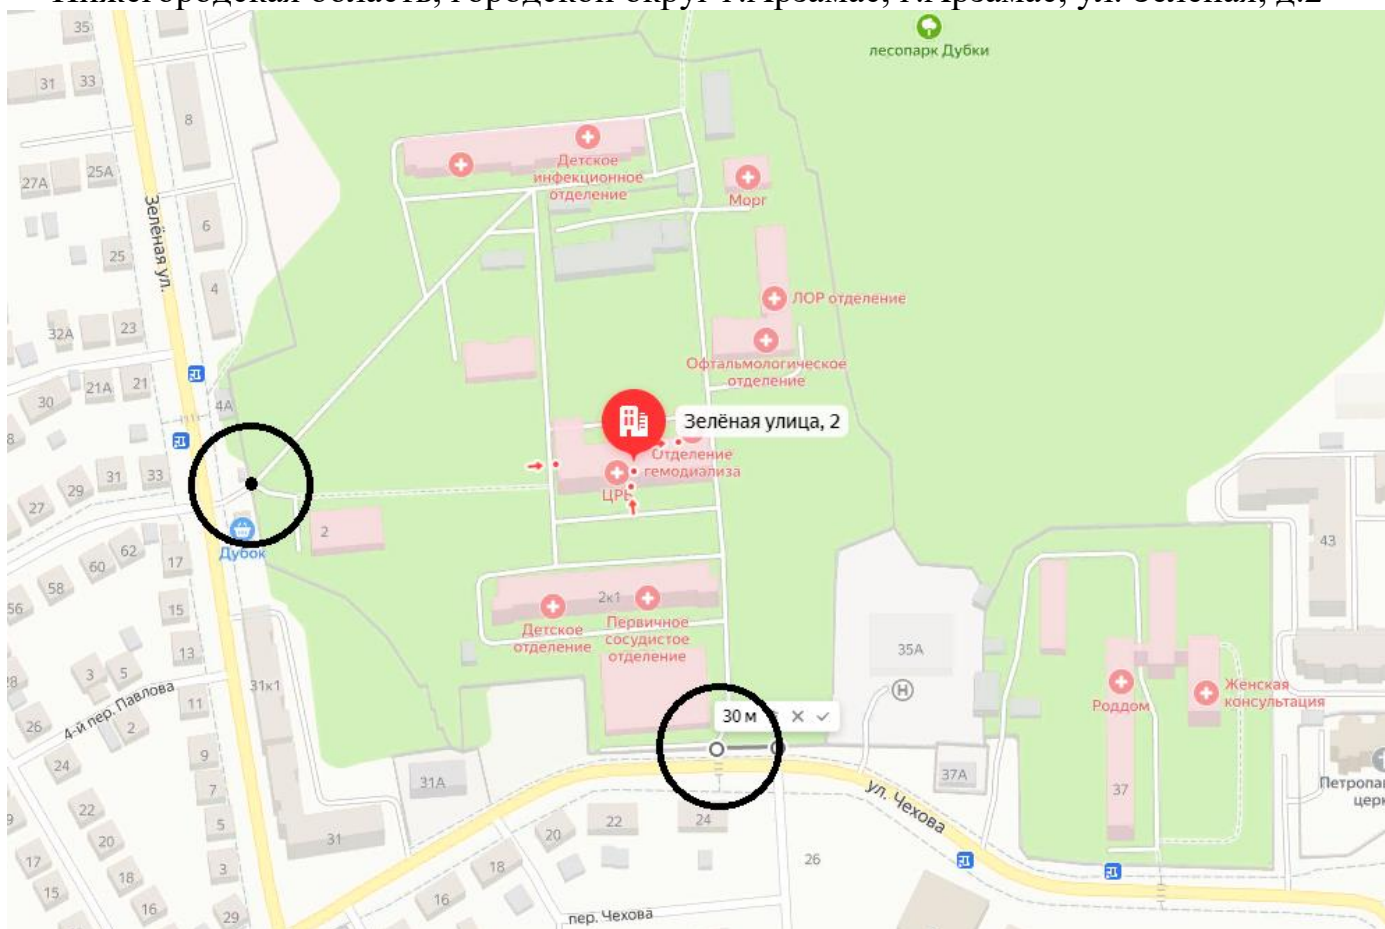 Нижегородская область, городской округ г.Арзамас, г.Арзамас, ул. Зеленая, д.2
35
лесопарк Дубки
31
33
8
27А
25А
Детское
инфекционное
отделение
Морг
Зелёная ул.
6
25
4
ЛОР отделение
32А
23
Офтальмологическое
отделение
21А
21
30
4А
Зелёная улица, 2
Отделение
гемодиализа
ЦРБ
31
33
29
27
2
Дубок
43
62
17
60
58
56
2к1
15
Детское
отделение
Первичное
сосудистое
отделение
35А
13
3
5
31к1
4-й пер. Павлова
11
26
2
Роддом
Женская
консультация
30 м
24
9
31А
37А
37
7
22
5
20
31
ул. Чехова
22
24
20
26
17
18
3
18
15
16
29
16
пер. Чехова